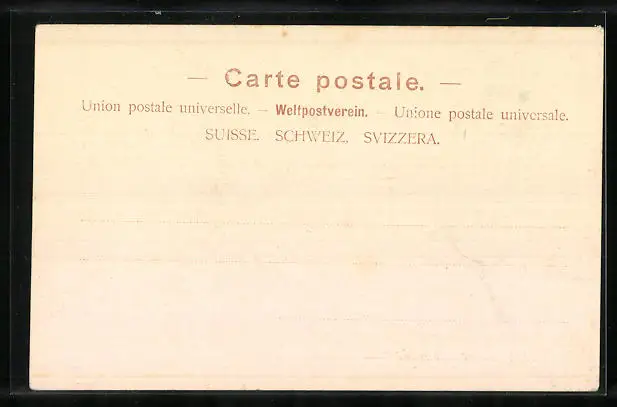 — Carte postale. —
Union postale universelle. — Weltpostverein. — Unione postale universale.
SUISSE. SCHWEIZ. SVIZZERA.